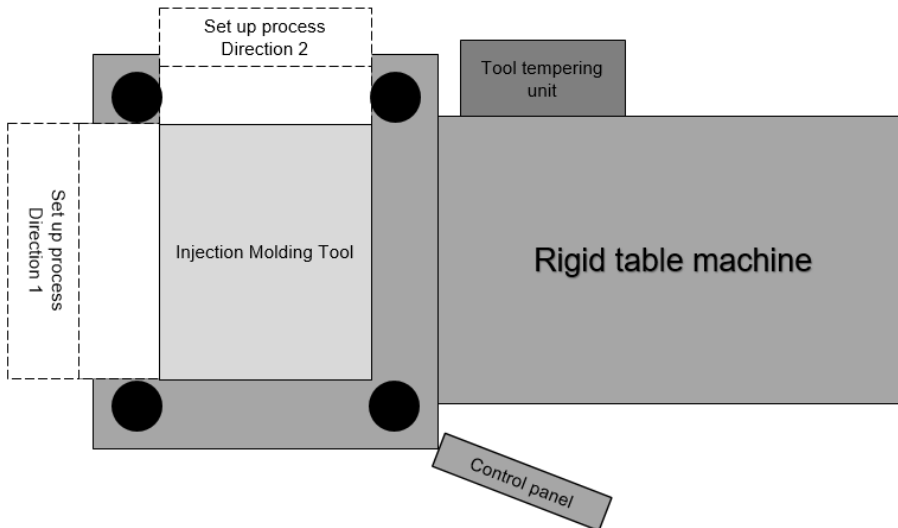 Set up process
Direction 2
Tool tempering
unit
Set up process
Direction 1
Injection Molding Tool
Rigid table machine
Control panel